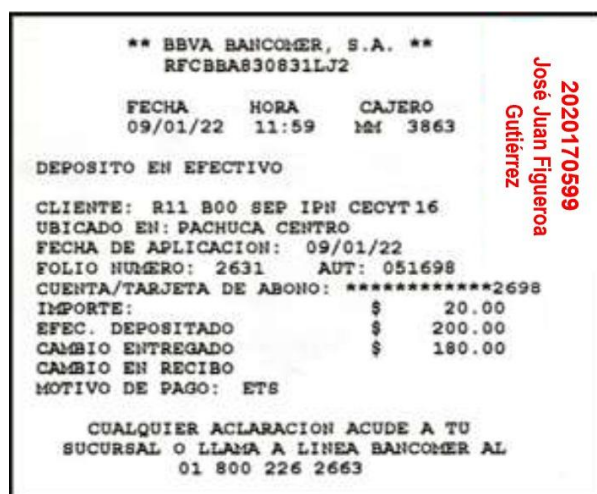 ** BBVA BANCOMER, S.A. **
RFCBBA830831LJ2
FECHA HORA CAJERO
09/01/22 11:59 MM 3863
DEPOSITO EN EFECTIVO
CLIENTE: R11 B00 SEP IPN CECYT 16
UBICADO EN: PACHUCA CENTRO
FECHA DE APLICACION: 09/01/22
FOLIO NUMERO: 2631 AUT: 051698
CUENTA/TARJETA DE ABONO: ************2698
IMPORTE: $ 20.00
EFEC. DEPOSITADO $ 200.00
CAMBIO ENTREGADO $ 180.00
CAMBIO EN RECIBO
MOTIVO DE PAGO: ETS
CUALQUIER ACLARACION ACUDE A TU
SUCURSAL O LLAMA A LINEA BANCOMER AL
01 800 226 2663
2020170599
José Juan Figueroa
Gutiérrez